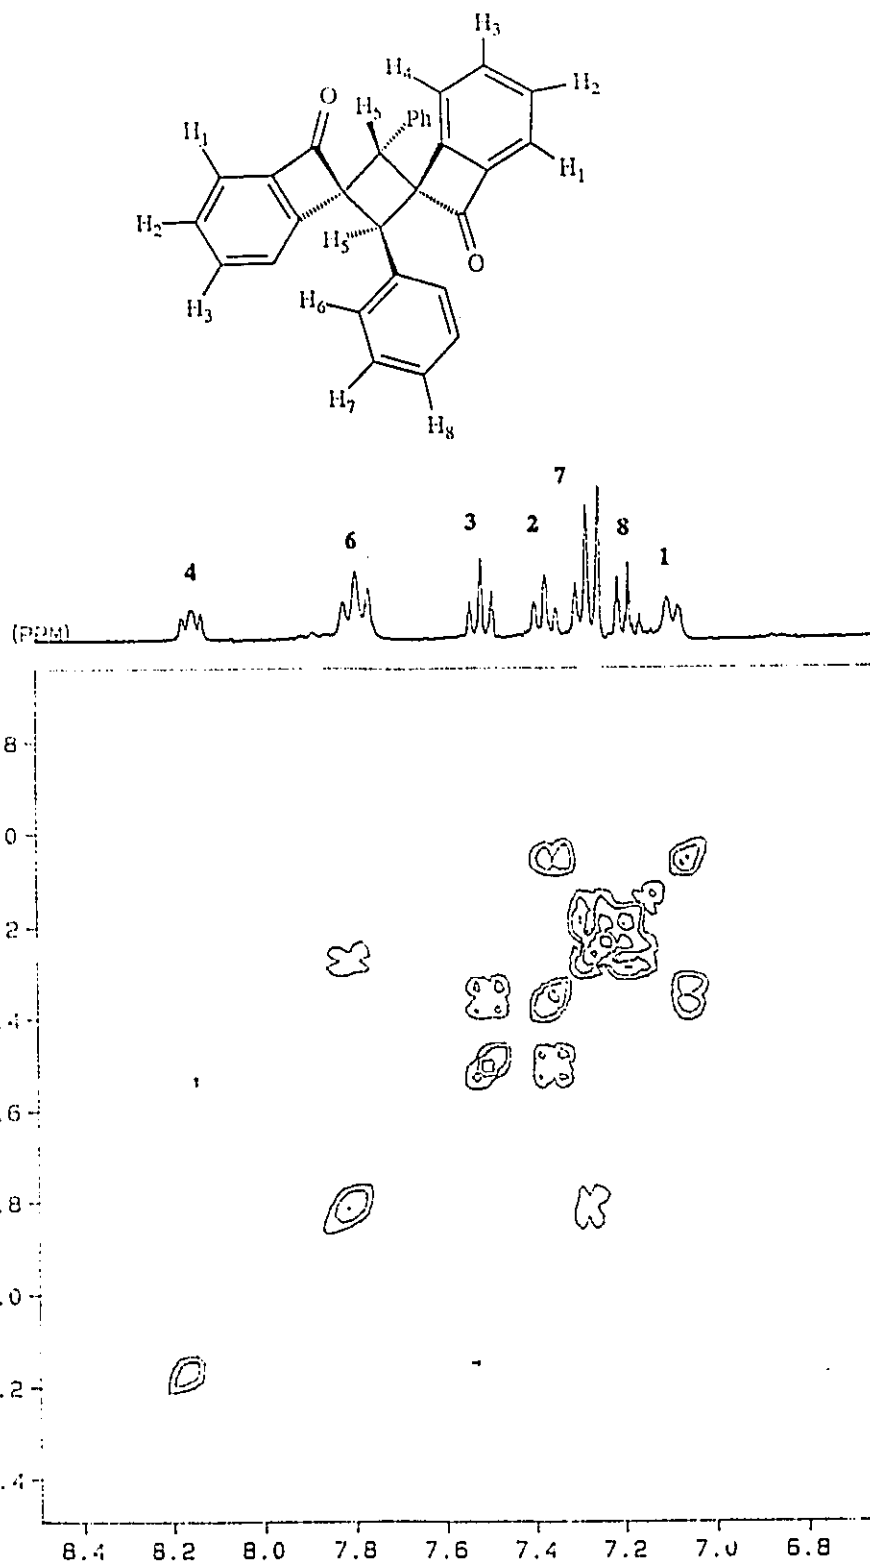 H₃
H₄
H₂
O
H₅
Ph
H₁
H₁
H₂
H₅
O
H₃
H₆
H₇
H₈
7
3
2
8
6
1
4
(PPM)
8
0
2
.4
.6
.8
.0
.2
.4
8.4 8.2 8.0 7.8 7.6 7.4 7.2 7.0 6.8